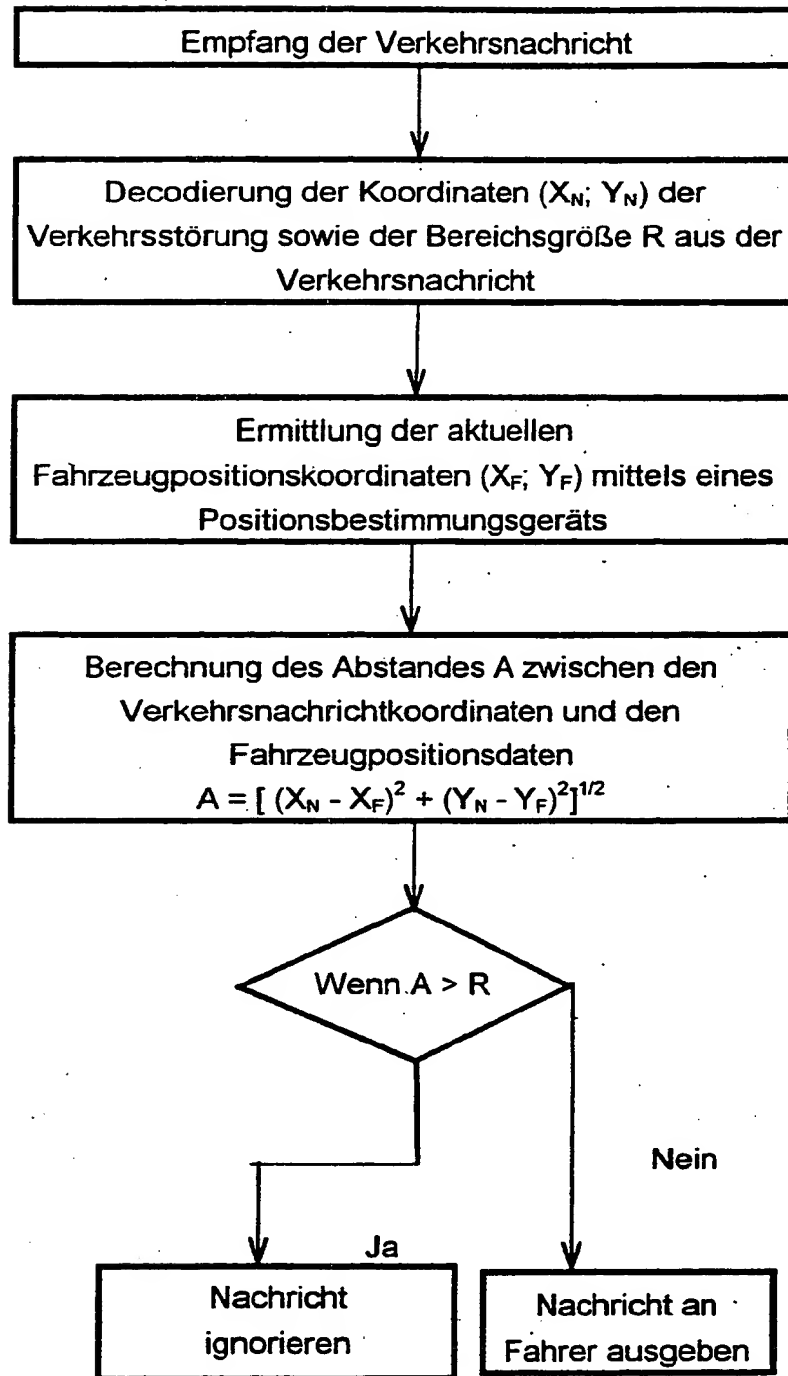 Empfang der Verkehrsnachricht
Decodierung der Koordinaten (X_N; Y_N) der
Verkehrsstörung sowie der Bereichsgröße R aus der
Verkehrsnachricht
Ermittlung der aktuellen
Fahrzeugpositionskoordinaten (X_F; Y_F) mittels eines
Positionsbestimmungsgeräts
Berechnung des Abstandes A zwischen den
Verkehrsnachrichtkoordinaten und den
Fahrzeugpositionsdaten
A = [ (X_N - X_F)² + (Y_N - Y_F)²]^1/2
Wenn A > R
Nein
Ja
Nachricht
ignorieren
Nachricht an
Fahrer ausgeben